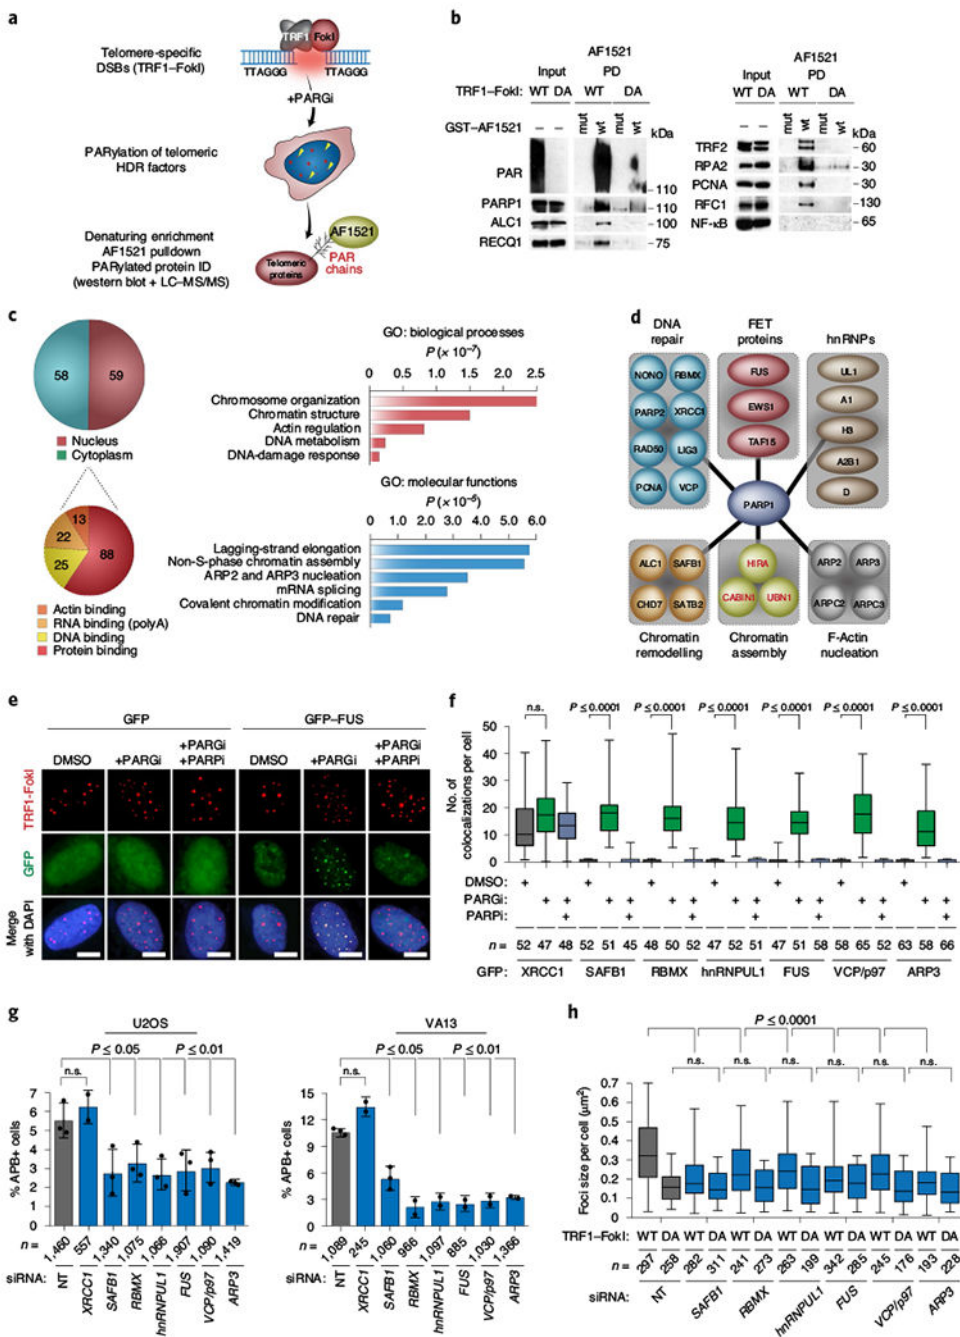 a
Telomere-specific
DSBs (TRF1–FokI)
TRF1 FokI
TTAGGG TTAGGG
+PARGi
PARylation of telomeric
HDR factors
Denaturing enrichment
AF1521 pulldown
PARylated protein ID
(western blot + LC–MS/MS)
AF1521
PAR
chains
Telomeric
proteins
b
AF1521
Input PD
TRF1–FokI: WT DA WT DA
GST–AF1521 – – mut wt mut wt kDa
PAR
–110
PARP1 –110
ALC1 –100
RECQ1 –75
AF1521
Input PD
WT DA WT DA
– – mut wt mut wt kDa
TRF2 –60
RPA2 –30
PCNA –30
RFC1 –130
NF-κB –65
c
58 59
Nucleus
Cytoplasm
13
22
25
88
Actin binding
RNA binding (polyA)
DNA binding
Protein binding
GO: biological processes
P (× 10⁻⁷)
0 0.5 1.0 1.5 2.0 2.5
Chromosome organization
Chromatin structure
Actin regulation
DNA metabolism
DNA-damage response
GO: molecular functions
0 1.0 2.0 3.0 4.0 5.0 6.0
Lagging-strand elongation
Non-S-phase chromatin assembly
ARP2 and ARP3 nucleation
mRNA splicing
Covalent chromatin modification
DNA repair
d
DNA
repair
FET
proteins
hnRNPs
NONO RBMX
PARP2 XRCC1
RAD50 LIG3
PCNA VCP
FUS
EWS1
TAF15
UL1
A1
H3
A2B1
D
PARP1
ALC1 SAFB1
CHD7 SATB2
HIRA
CABIN1 UBN1
ARP2 ARP3
ARPC2 ARPC3
Chromatin
remodelling
Chromatin
assembly
F-Actin
nucleation
e
GFP GFP–FUS
DMSO +PARGi +PARGi +PARPi DMSO +PARGi +PARGi +PARPi
TRF1-FokI
GFP
Merge
with DAPI
f
n.s. P ≤ 0.0001 P ≤ 0.0001 P ≤ 0.0001 P ≤ 0.0001 P ≤ 0.0001 P ≤ 0.0001
No. of
colocalizations per cell
50
40
30
20
10
0
DMSO: + + + + + + +
PARGi: + + + + + + + + + + + + + +
PARPi: + + + + + + +
n = 52 47 48 52 51 45 48 50 52 47 52 51 47 51 58 58 65 52 63 58 66
GFP: XRCC1 SAFB1 RBMX hnRNPUL1 FUS VCP/p97 ARP3
g
U2OS
P ≤ 0.05 P ≤ 0.01
n.s.
% APB+ cells
7
6
5
4
3
2
1
0
n = 1,460 557 1,340 1,075 1,066 1,907 1,090 1,419
siRNA: NT XRCC1 SAFB1 RBMX hnRNPUL1 FUS VCP/p97 ARP3
VA13
P ≤ 0.05 P ≤ 0.01
n.s.
% APB+ cells
15
12
9
6
3
0
n = 1,089 245 1,060 966 1,097 885 1,030 1,366
siRNA: NT XRCC1 SAFB1 RBMX hnRNPUL1 FUS VCP/p97 ARP3
h
P ≤ 0.0001
n.s. n.s. n.s. n.s. n.s. n.s.
Foci size per cell (μm²)
0.7
0.6
0.5
0.4
0.3
0.2
0.1
0
TRF1–FokI: WT DA WT DA WT DA WT DA WT DA WT DA WT DA
n = 297 258 282 311 241 273 263 199 342 285 245 176 193 228
siRNA: NT SAFB1 RBMX hnRNPUL1 FUS VCP/p97 ARP3